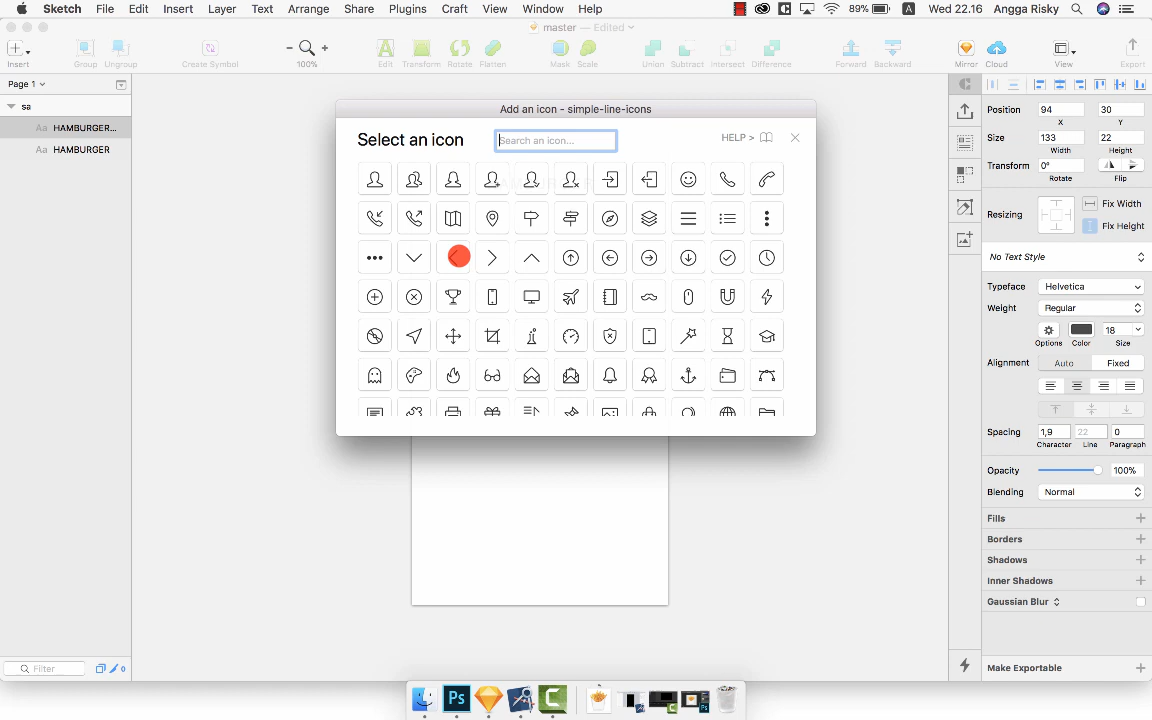 Sketch File Edit Insert Layer Text Arrange Share Plugins Craft View Window Help 89% A Wed 22.16 Angga Risky
master — Edited
Insert Group Ungroup Create Symbol 100% Edit Transform Rotate Flatten Mask Scale Union Subtract Intersect Difference Forward Backward Mirror Cloud View Export
Page 1
sa
Aa HAMBURGER...
Aa HAMBURGER
Filter
0
Add an icon - simple-line-icons
Select an icon
Search an icon...
HELP >
Position 94 30
X Y
Size 133 22
Width Height
Transform 0°
Rotate Flip
Resizing
Fix Width
Fix Height
No Text Style
Typeface Helvetica
Weight Regular
18
Options Color Size
Alignment Auto Fixed
Spacing 1,9 22 0
Character Line Paragraph
Opacity 100%
Blending Normal
Fills
Borders
Shadows
Inner Shadows
Gaussian Blur
Make Exportable
Ps